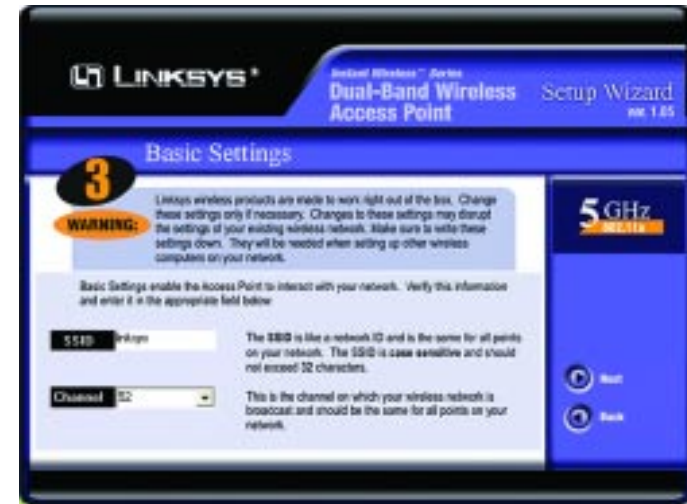 LINKSYS®
Instant Wireless™ Series
Dual-Band Wireless
Access Point
Setup Wizard
ver. 1.05
Basic Settings
3
WARNING:
Linksys wireless products are made to work right out of the box. Change
these settings only if necessary. Changes to these settings may disrupt
the settings of your existing wireless network. Make sure to write these
settings down. They will be needed when setting up other wireless
computers on your network.
5 GHz
802.11a
Basic Settings enable the Access Point to interact with your network. Verify this information
and enter it in the appropriate field below
SSID
linksys
The SSID is like a network ID and is the same for all points
on your network. The SSID is case sensitive and should
not exceed 32 characters.
Channel
52
This is the channel on which your wireless network is
broadcast and should be the same for all points on your
network.
Next
Back